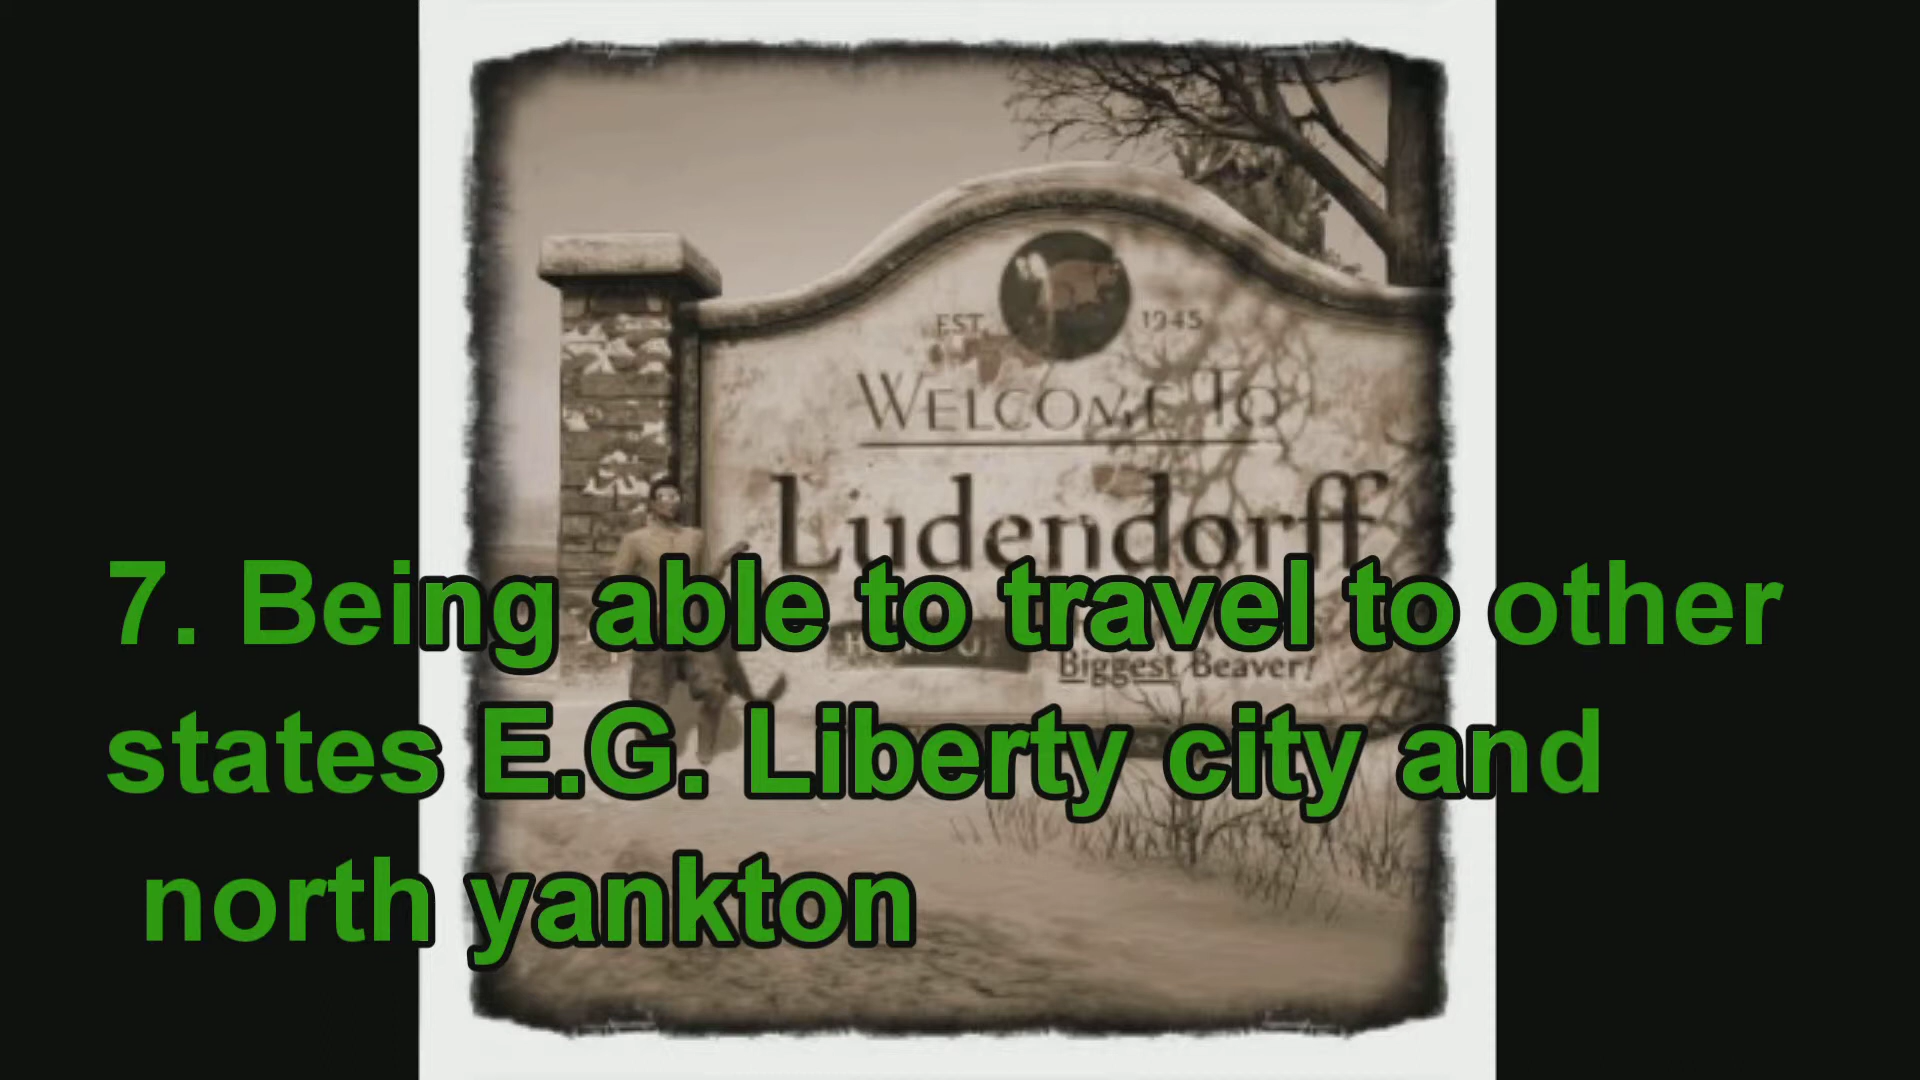 EST. 1945
WELCOME TO
Ludendorff
Biggest Beaver!
7. Being able to travel to other
states E.G. Liberty city and
north yankton